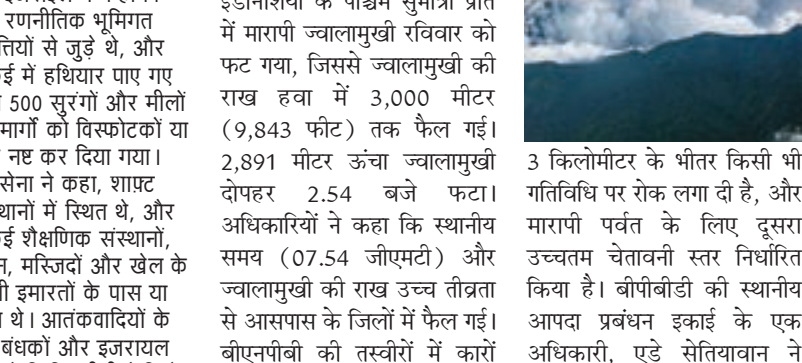 रणनीतिक भूमिगत
त्तियों से जुड़े थे, और
ई में हथियार पाए गए
500 सुरंगों और मीलों
मार्गों को विस्फोटकों या
नष्ट कर दिया गया।
सेना ने कहा, शाफ़्ट
थानों में स्थित थे, और
ई शैक्षणिक संस्थानों,
मस्जिदों और खेल के
ी इमारतों के पास या
थे। आतंकवादियों के
बंधकों और इजरायल
इंडोनेशिया के पश्चिम सुमात्रा प्रांत
में मारापी ज्वालामुखी रविवार को
फट गया, जिससे ज्वालामुखी की
राख हवा में 3,000 मीटर
(9,843 फीट) तक फैल गई।
2,891 मीटर ऊंचा ज्वालामुखी
दोपहर 2.54 बजे फटा।
अधिकारियों ने कहा कि स्थानीय
समय (07.54 जीएमटी) और
ज्वालामुखी की राख उच्च तीव्रता
से आसपास के जिलों में फैल गई।
बीएनपीबी की तस्वीरों में कारों
3 किलोमीटर के भीतर किसी भी
गतिविधि पर रोक लगा दी है, और
मारापी पर्वत के लिए दूसरा
उच्चतम चेतावनी स्तर निर्धारित
किया है। बीपीबीडी की स्थानीय
आपदा प्रबंधन इकाई के एक
अधिकारी, एडे सेतियावान ने